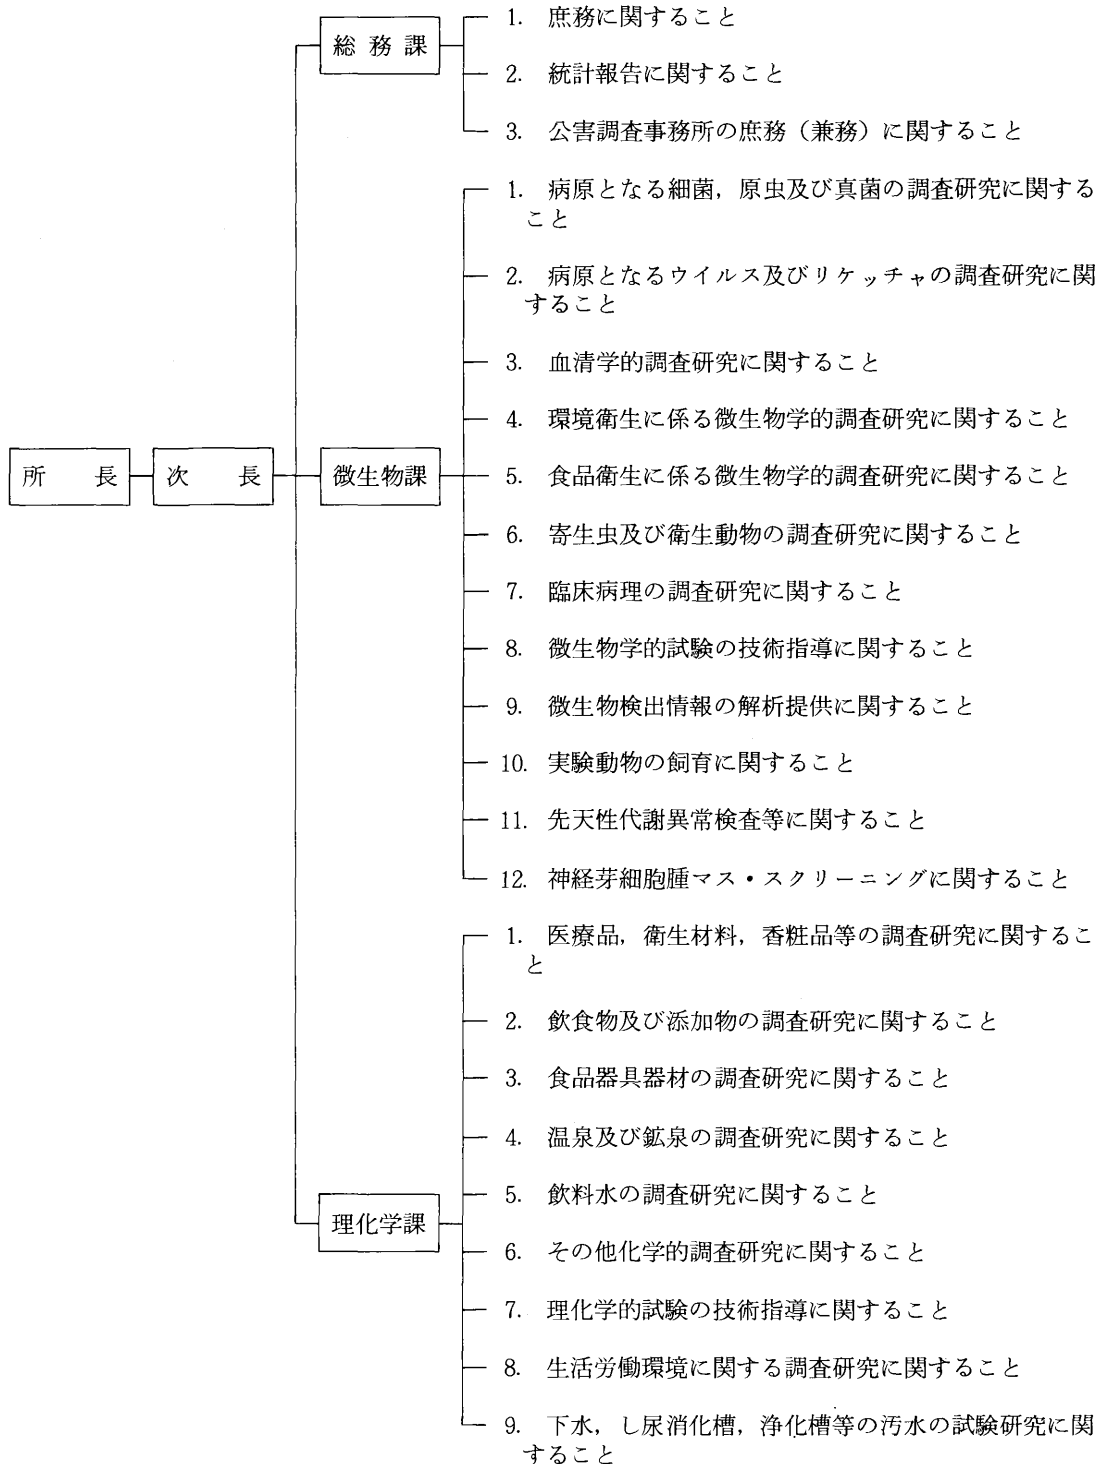 総務課
1. 庶務に関すること
2. 統計報告に関すること
3. 公害調査事務所の庶務（兼務）に関すること
所長
次長
微生物課
1. 病原となる細菌，原虫及び真菌の調査研究に関する
こと
2. 病原となるウイルス及びリケッチャの調査研究に関
すること
3. 血清学的調査研究に関すること
4. 環境衛生に係る微生物学的調査研究に関すること
5. 食品衛生に係る微生物学的調査研究に関すること
6. 寄生虫及び衛生動物の調査研究に関すること
7. 臨床病理の調査研究に関すること
8. 微生物学的試験の技術指導に関すること
9. 微生物検出情報の解析提供に関すること
10. 実験動物の飼育に関すること
11. 先天性代謝異常検査等に関すること
12. 神経芽細胞腫マス・スクリーニングに関すること
理化学課
1. 医療品，衛生材料，香粧品等の調査研究に関するこ
と
2. 飲食物及び添加物の調査研究に関すること
3. 食品器具器材の調査研究に関すること
4. 温泉及び鉱泉の調査研究に関すること
5. 飲料水の調査研究に関すること
6. その他化学的調査研究に関すること
7. 理化学的試験の技術指導に関すること
8. 生活労働環境に関する調査研究に関すること
9. 下水，し尿消化槽，浄化槽等の汚水の試験研究に関
すること